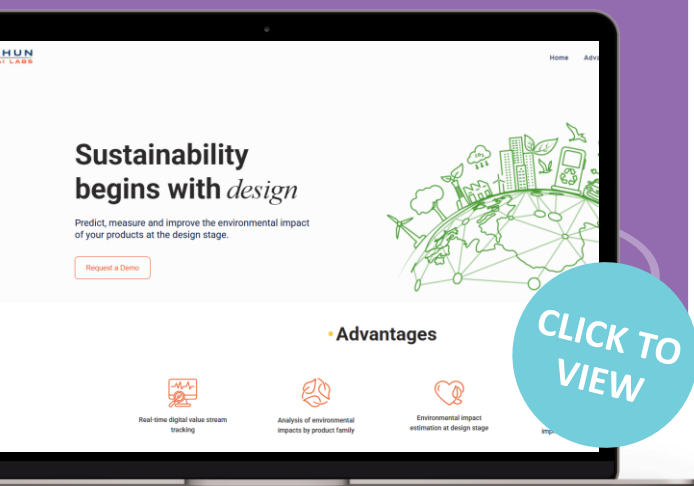 HUN
AI LABS
Home
Sustainability
begins with design
Predict, measure and improve the environmental impact
of your products at the design stage.
Request a Demo
Advantages
CLICK TO
VIEW
Real-time digital value stream
tracking
Analysis of environmental
impacts by product family
Environmental impact
estimation at design stage